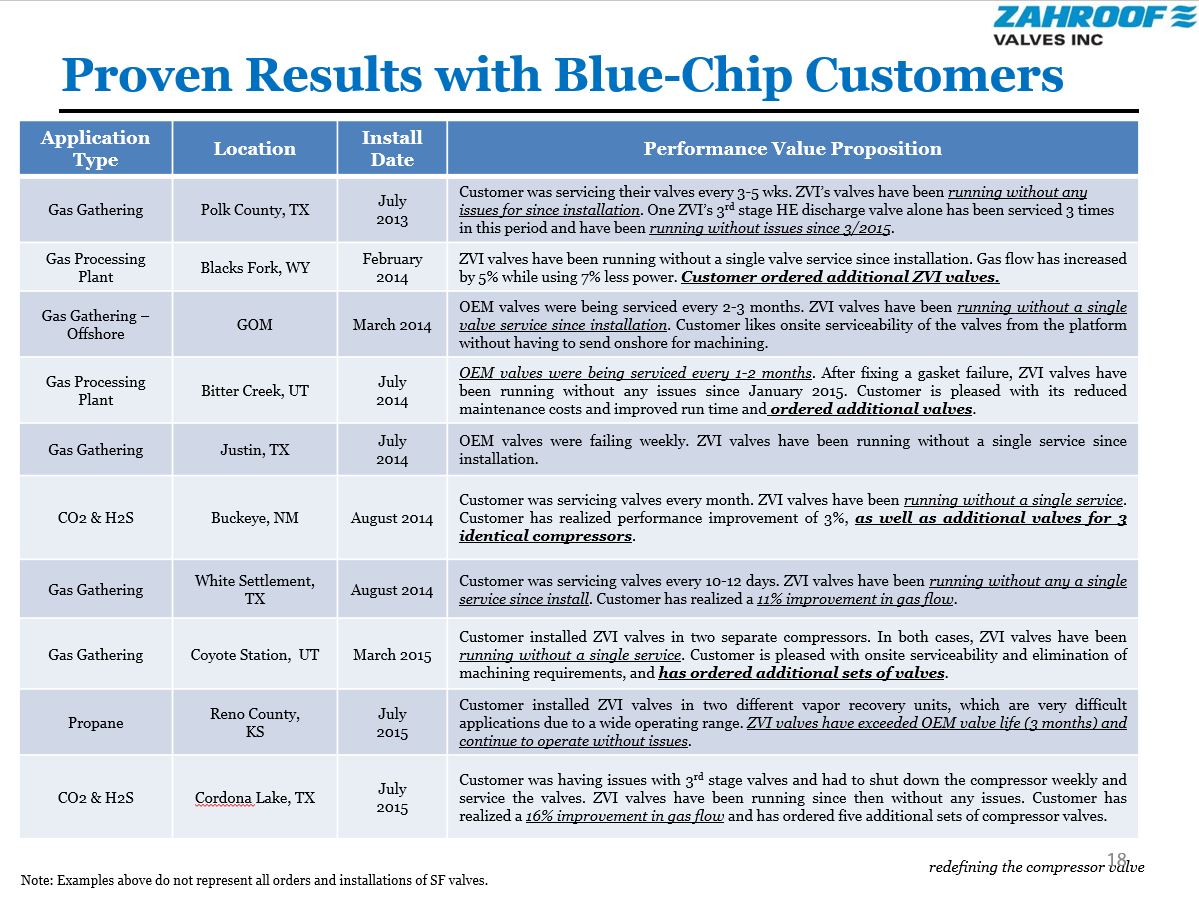 ZAHROOF
VALVES INC
Proven Results with Blue-Chip Customers
Application
Type
Location
Install
Date
Performance Value Proposition
Gas Gathering
Polk County, TX
July
2013
Customer was servicing their valves every 3-5 wks. ZVI’s valves have been running without any
issues for since installation. One ZVI’s 3rd stage HE discharge valve alone has been serviced 3 times
in this period and have been running without issues since 3/2015.
Gas Processing
Plant
Blacks Fork, WY
February
2014
ZVI valves have been running without a single valve service since installation. Gas flow has increased
by 5% while using 7% less power. Customer ordered additional ZVI valves.
Gas Gathering –
Offshore
GOM
March 2014
OEM valves were being serviced every 2-3 months. ZVI valves have been running without a single
valve service since installation. Customer likes onsite serviceability of the valves from the platform
without having to send onshore for machining.
Gas Processing
Plant
Bitter Creek, UT
July
2014
OEM valves were being serviced every 1-2 months. After fixing a gasket failure, ZVI valves have
been running without any issues since January 2015. Customer is pleased with its reduced
maintenance costs and improved run time and ordered additional valves.
Gas Gathering
Justin, TX
July
2014
OEM valves were failing weekly. ZVI valves have been running without a single service since
installation.
CO2 & H2S
Buckeye, NM
August 2014
Customer was servicing valves every month. ZVI valves have been running without a single service.
Customer has realized performance improvement of 3%, as well as additional valves for 3
identical compressors.
Gas Gathering
White Settlement,
TX
August 2014
Customer was servicing valves every 10-12 days. ZVI valves have been running without any a single
service since install. Customer has realized a 11% improvement in gas flow.
Gas Gathering
Coyote Station, UT
March 2015
Customer installed ZVI valves in two separate compressors. In both cases, ZVI valves have been
running without a single service. Customer is pleased with onsite serviceability and elimination of
machining requirements, and has ordered additional sets of valves.
Propane
Reno County,
KS
July
2015
Customer installed ZVI valves in two different vapor recovery units, which are very difficult
applications due to a wide operating range. ZVI valves have exceeded OEM valve life (3 months) and
continue to operate without issues.
CO2 & H2S
Cordona Lake, TX
July
2015
Customer was having issues with 3rd stage valves and had to shut down the compressor weekly and
service the valves. ZVI valves have been running since then without any issues. Customer has
realized a 16% improvement in gas flow and has ordered five additional sets of compressor valves.
18
redefining the compressor valve
Note: Examples above do not represent all orders and installations of SF valves.